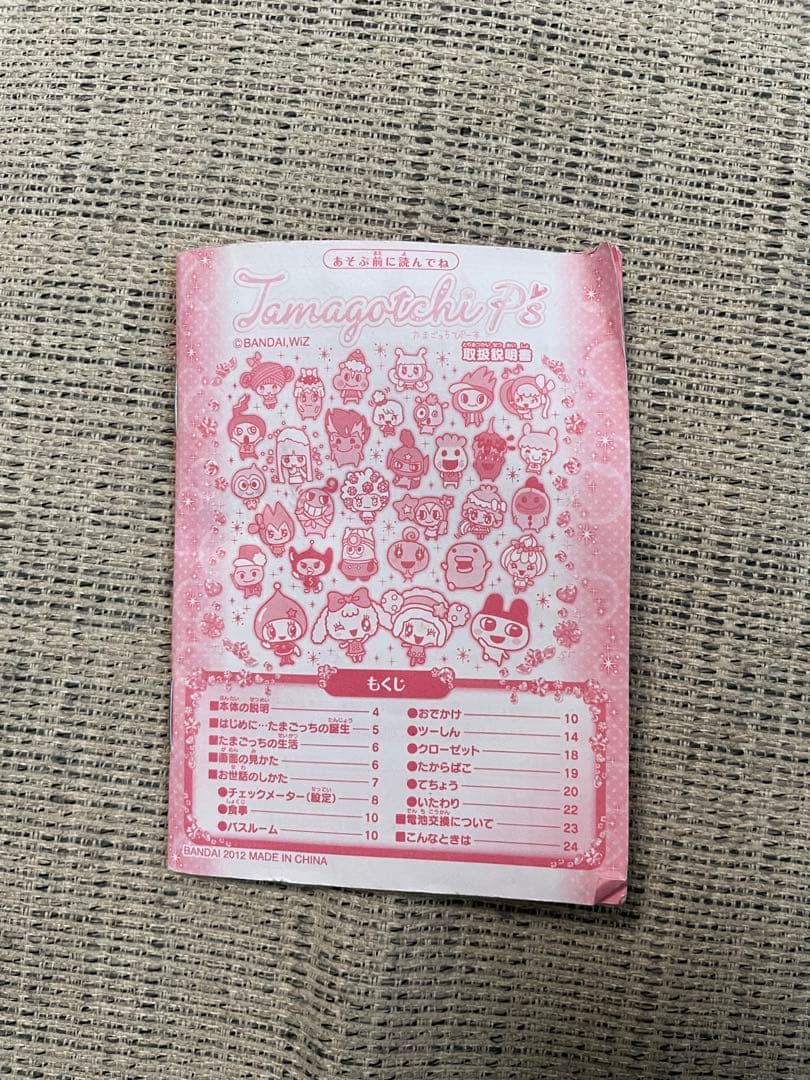 あそぶ前に読んでね
Tamagotchi P's
たまごっちぴーす
©BANDAI,WiZ
取扱説明書
もくじ
■本体の説明 4
■はじめに…たまごっちの誕生 5
■たまごっちの生活 6
■画面の見かた 6
■お世話のしかた 7
●チェックメーター(設定) 8
●食事 10
●バスルーム 10
●おでかけ 10
●ツーしん 14
●クローゼット 18
●たからばこ 19
●てちょう 20
●いたわり 22
■電池交換について 23
■こんなときは 24
BANDAI 2012 MADE IN CHINA